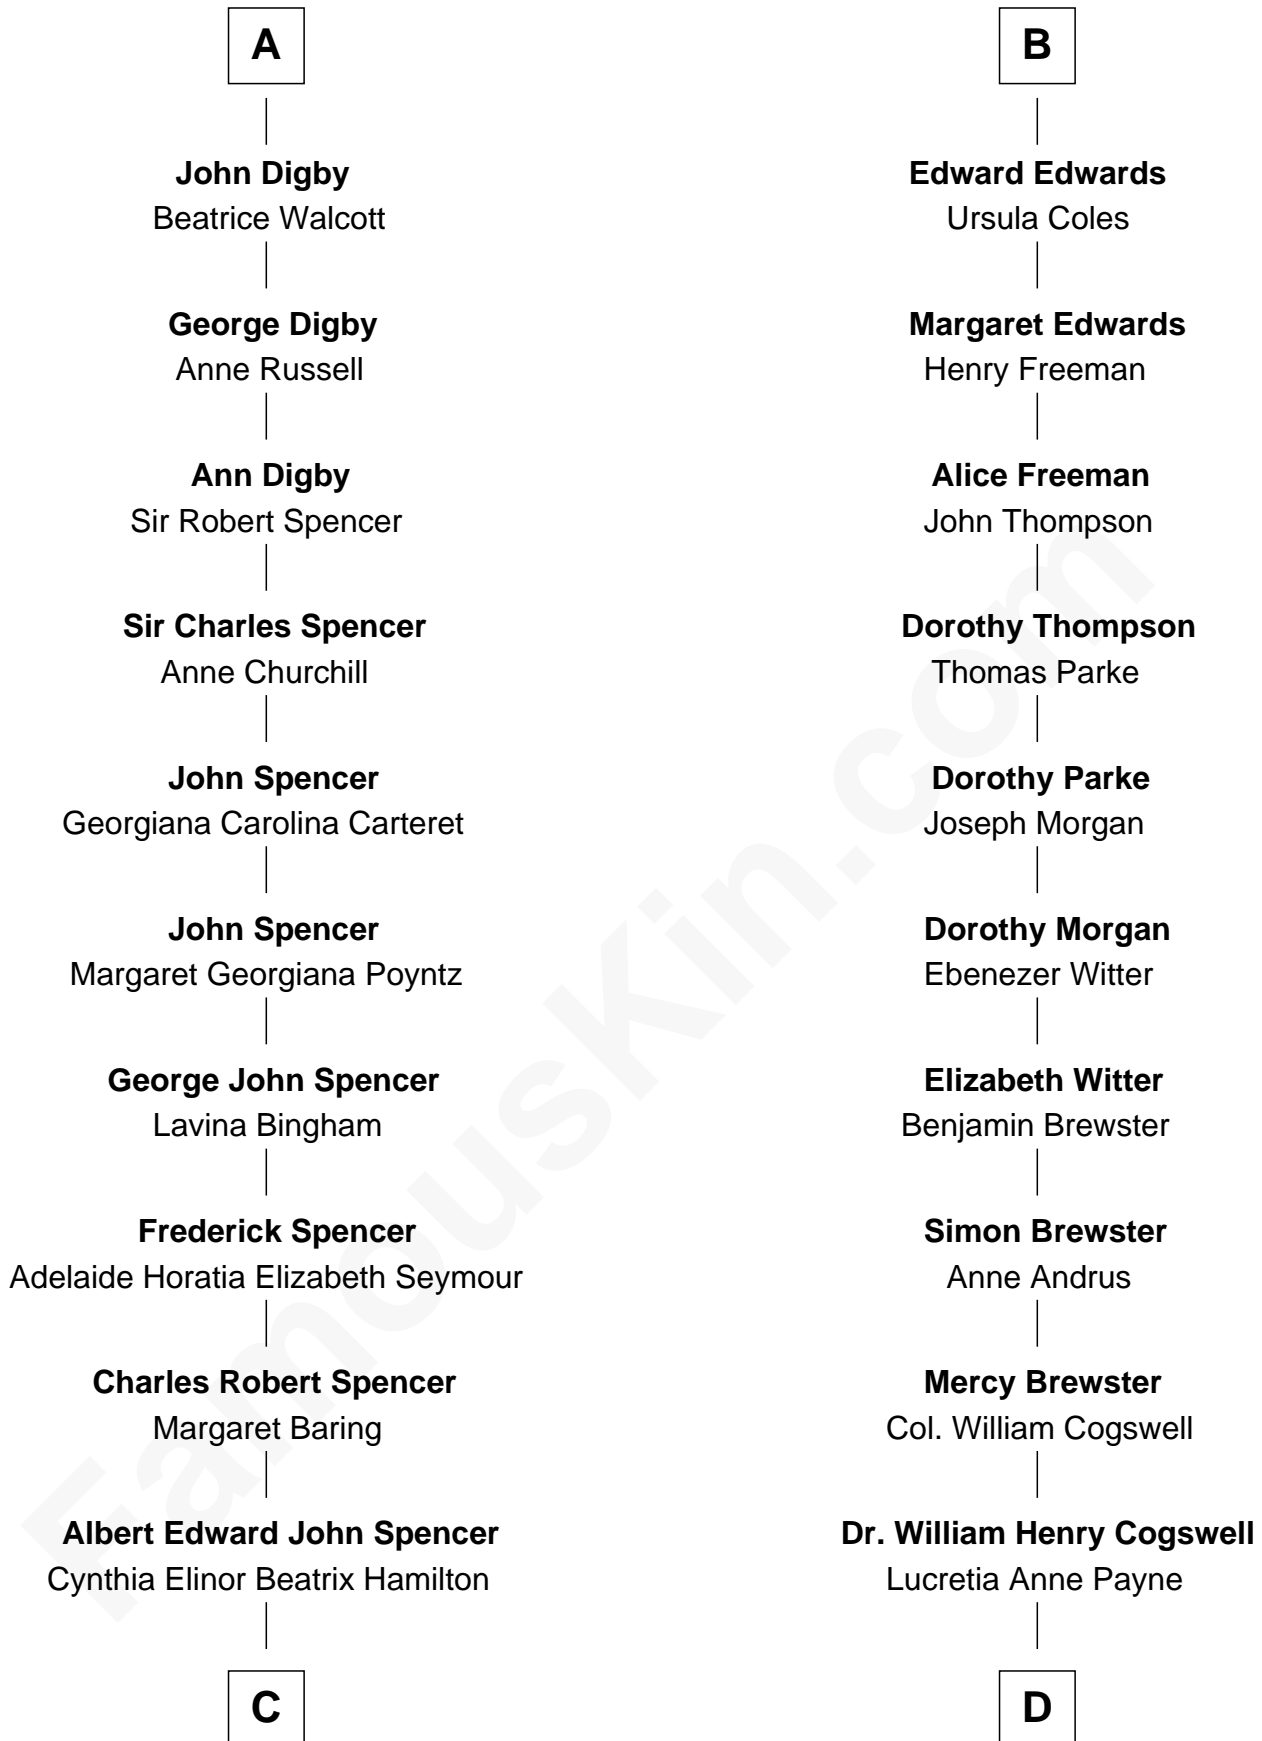 A
John Digby
Beatrice Walcott
George Digby
Anne Russell
Ann Digby
Sir Robert Spencer
Sir Charles Spencer
Anne Churchill
John Spencer
Georgiana Carolina Carteret
John Spencer
Margaret Georgiana Poyntz
George John Spencer
Lavina Bingham
Frederick Spencer
Adelaide Horatia Elizabeth Seymour
Charles Robert Spencer
Margaret Baring
Albert Edward John Spencer
Cynthia Elinor Beatrix Hamilton
C
B
Edward Edwards
Ursula Coles
Margaret Edwards
Henry Freeman
Alice Freeman
John Thompson
Dorothy Thompson
Thomas Parke
Dorothy Parke
Joseph Morgan
Dorothy Morgan
Ebenezer Witter
Elizabeth Witter
Benjamin Brewster
Simon Brewster
Anne Andrus
Mercy Brewster
Col. William Cogswell
Dr. William Henry Cogswell
Lucretia Anne Payne
D
FamousKin.com